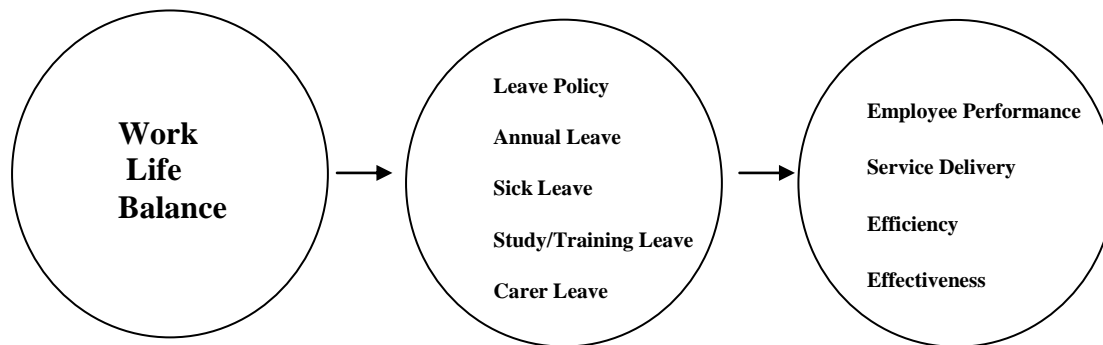 Work
Life
Balance
Leave Policy
Annual Leave
Sick Leave
Study/Training Leave
Carer Leave
Employee Performance
Service Delivery
Efficiency
Effectiveness